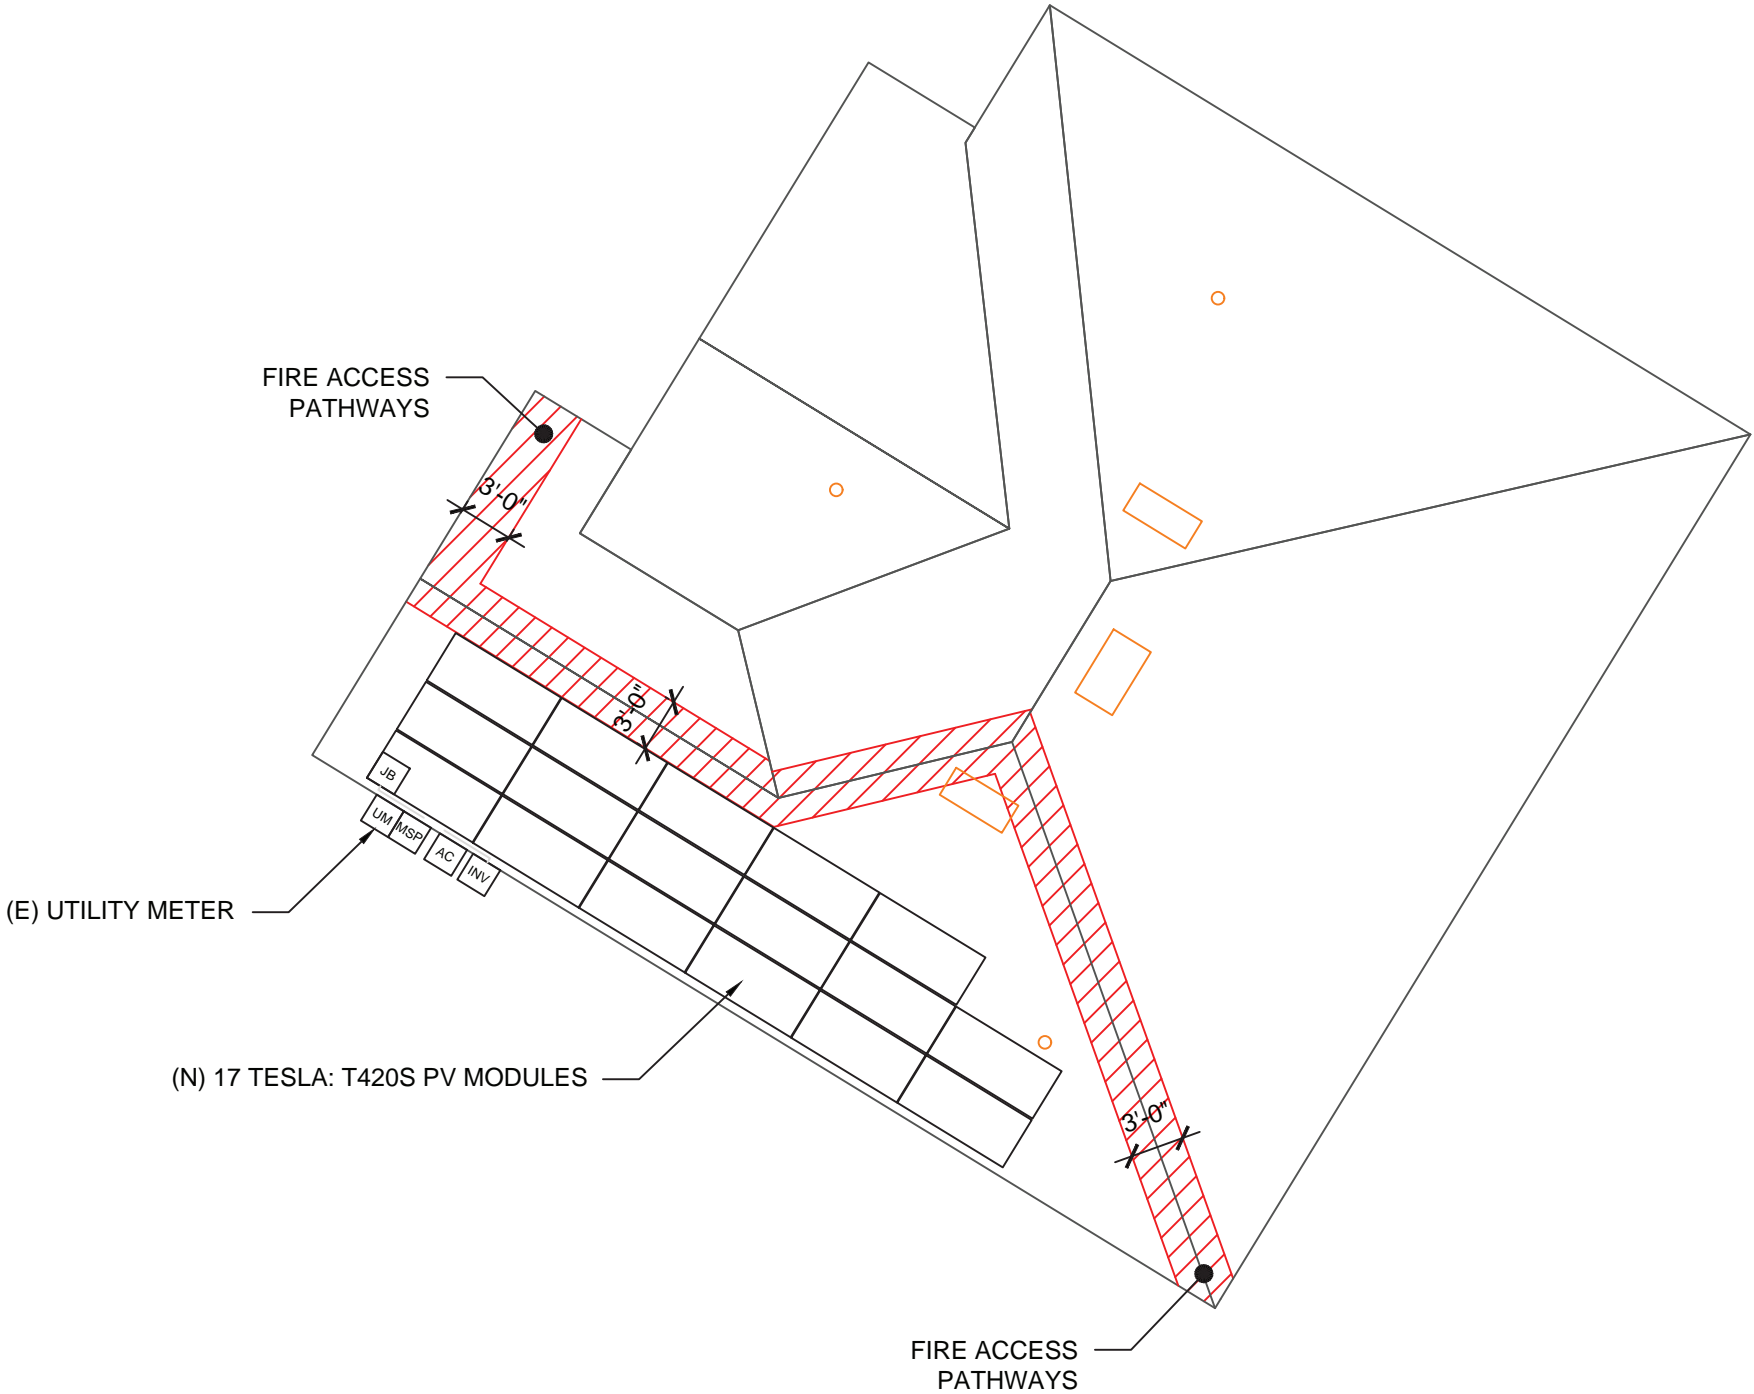 FIRE ACCESS
PATHWAYS
3'-0"
3'-0"
JB
UM
MSP
AC
INV
(E) UTILITY METER
(N) 17 TESLA: T420S PV MODULES
3'-0"
FIRE ACCESS
PATHWAYS